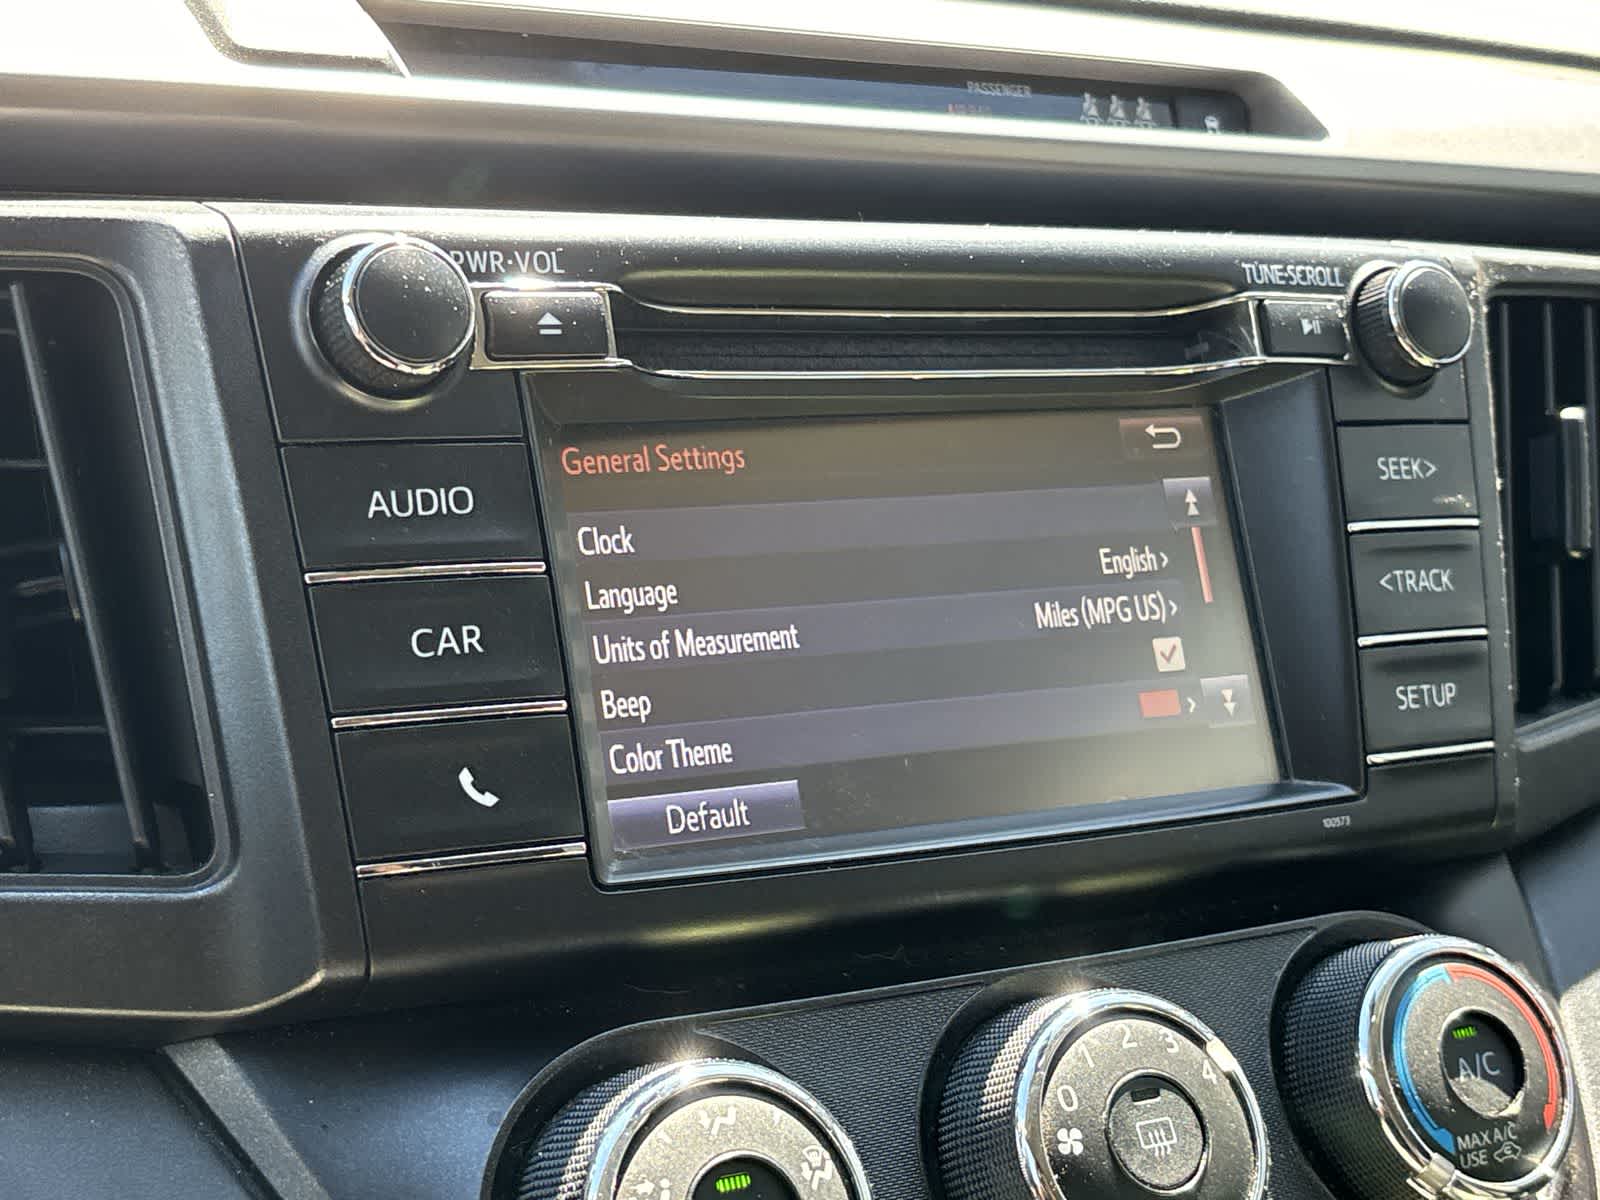 PASSENGER
PWR·VOL
TUNE·SCROLL
AUDIO
CAR
General Settings
Clock
Language
English >
Units of Measurement
Miles (MPG US) >
Beep
Color Theme
>
Default
SEEK>
<TRACK
SETUP
100573
0 1 2 3 4
A/C
MAX A/C
USE